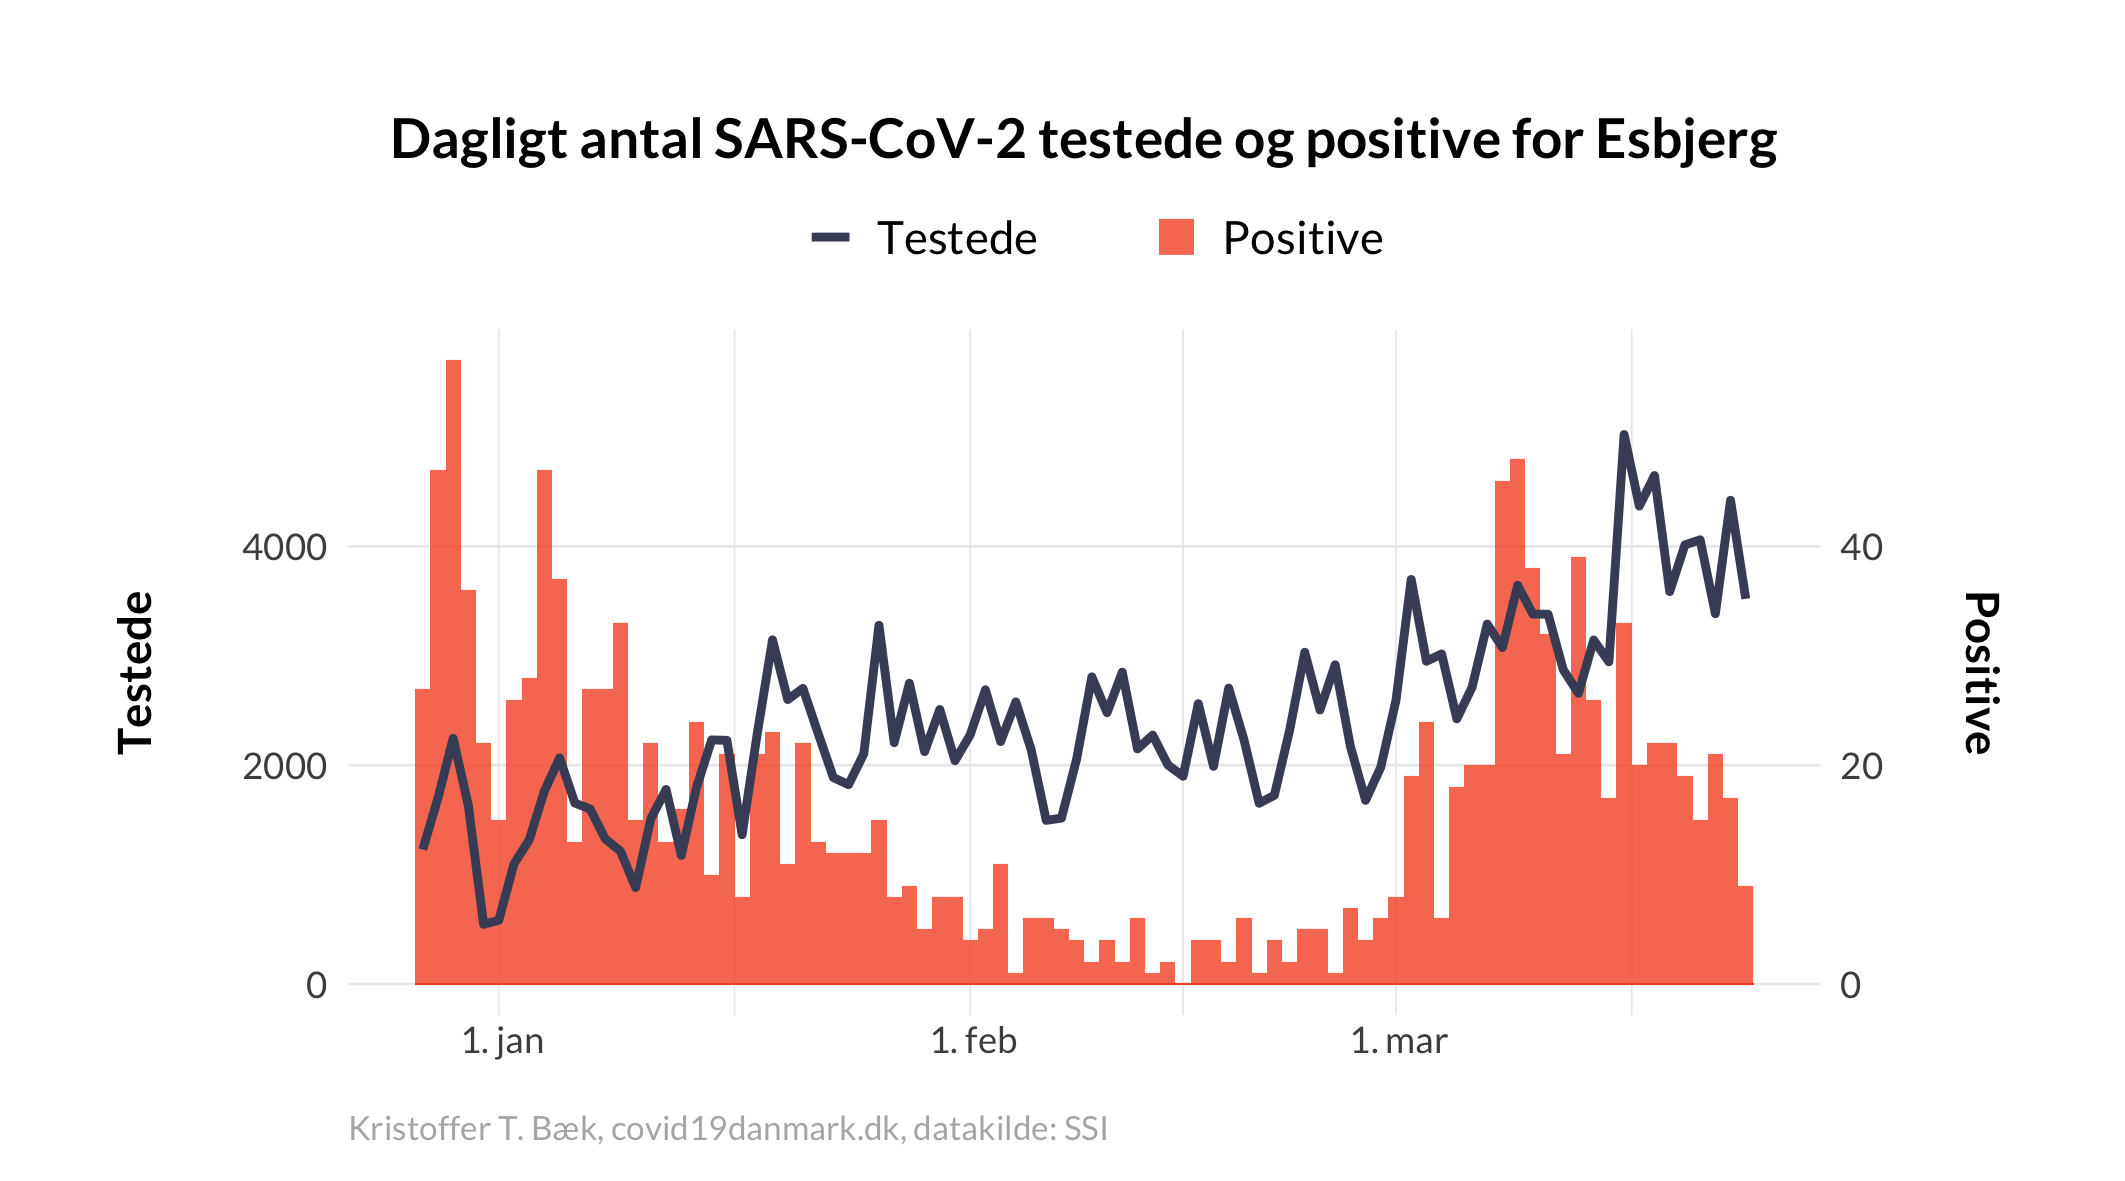 Dagligt antal SARS-CoV-2 testede og positive for Esbjerg
Testede
Positive
Testede
4000
2000
0
40
20
0
Positive
1. jan
1. feb
1. mar
Kristoffer T. Bæk, covid19danmark.dk, datakilde: SSI